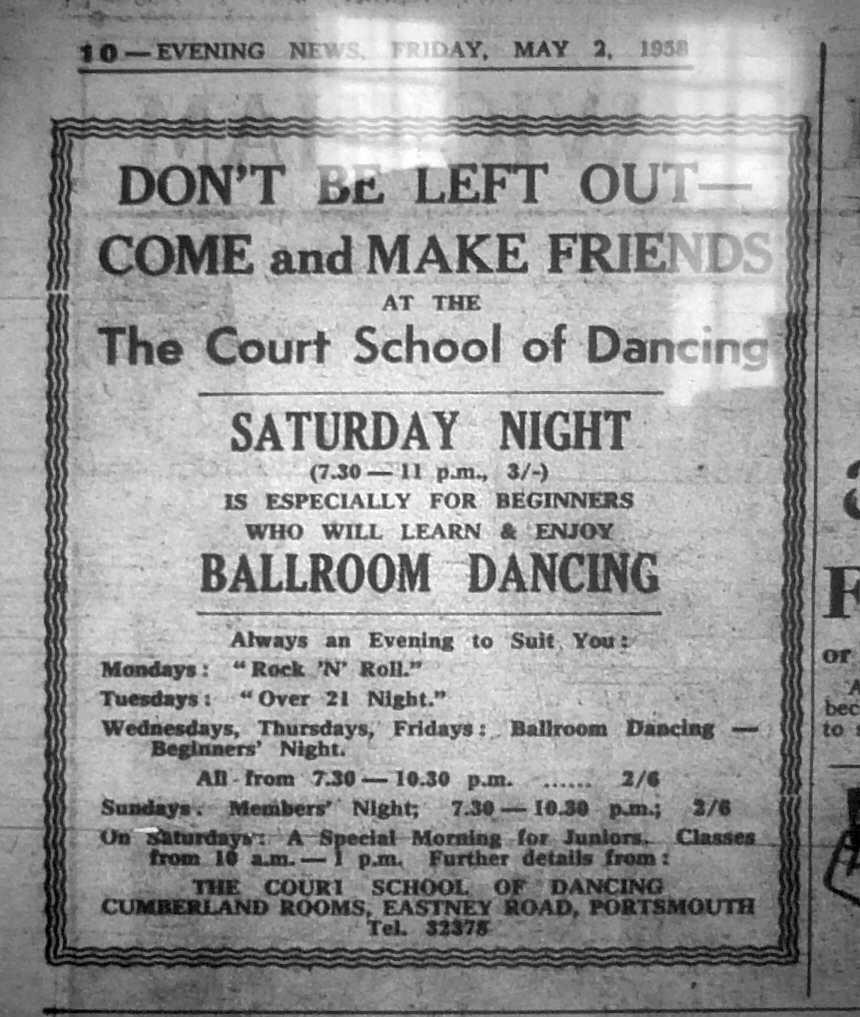 10—EVENING NEWS, FRIDAY, MAY 2, 1958
DON'T BE LEFT OUT—
COME and MAKE FRIENDS
AT THE
The Court School of Dancing
SATURDAY NIGHT
(7.30—11 p.m., 3/-)
IS ESPECIALLY FOR BEGINNERS
WHO WILL LEARN & ENJOY
BALLROOM DANCING
Always an Evening to Suit You:
Mondays: "Rock 'N' Roll."
Tuesdays: "Over 21 Night."
Wednesdays, Thursdays, Fridays: Ballroom Dancing —
Beginners' Night.
All from 7.30—10.30 p.m. ...... 2/6
Sundays. Members' Night; 7.30—10.30 p.m.; 2/6
On Saturdays: A Special Morning for Juniors. Classes
from 10 a.m.—1 p.m. Further details from:
THE COURT SCHOOL OF DANCING
CUMBERLAND ROOMS, EASTNEY ROAD, PORTSMOUTH
Tel. 32375
F
or
A
bec
to